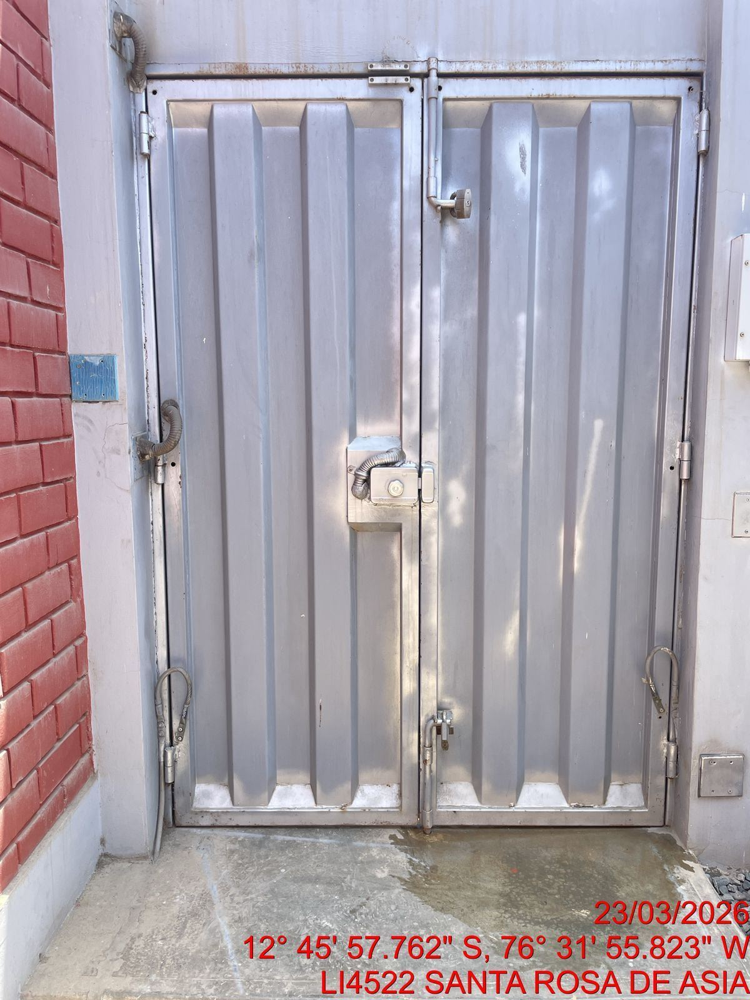 23/03/2026
12° 45' 57.762" S, 76° 31' 55.823" W
LI4522 SANTA ROSA DE ASIA